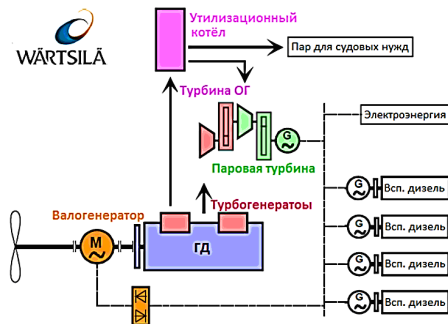 Утилизационный
котёл
WÄRTSILÄ
Пар для судовых нужд
Турбина ОГ
Электроэнергия
G
Паровая турбина
G
Всп. дизель
Турбогенератоы
Валогенератор
G
Всп. дизель
M
ГД
G
Всп. дизель
G
Всп. дизель